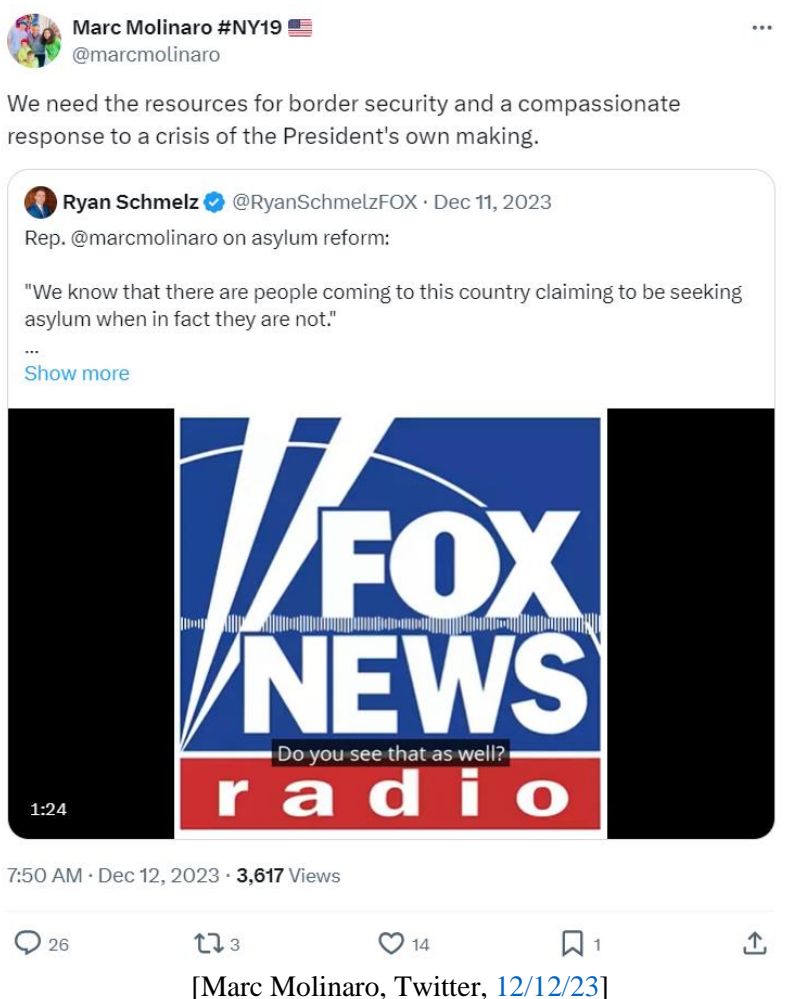 Marc Molinaro #NY19 🇺🇸
@marcmolinaro
We need the resources for border security and a compassionate
response to a crisis of the President's own making.
Ryan Schmelz @RyanSchmelzFOX · Dec 11, 2023
Rep. @marcmolinaro on asylum reform:
"We know that there are people coming to this country claiming to be seeking
asylum when in fact they are not."
...
Show more
FOX
NEWS
Do you see that as well?
radio
1:24
7:50 AM · Dec 12, 2023 · 3,617 Views
26 3 14 1
[Marc Molinaro, Twitter, 12/12/23]